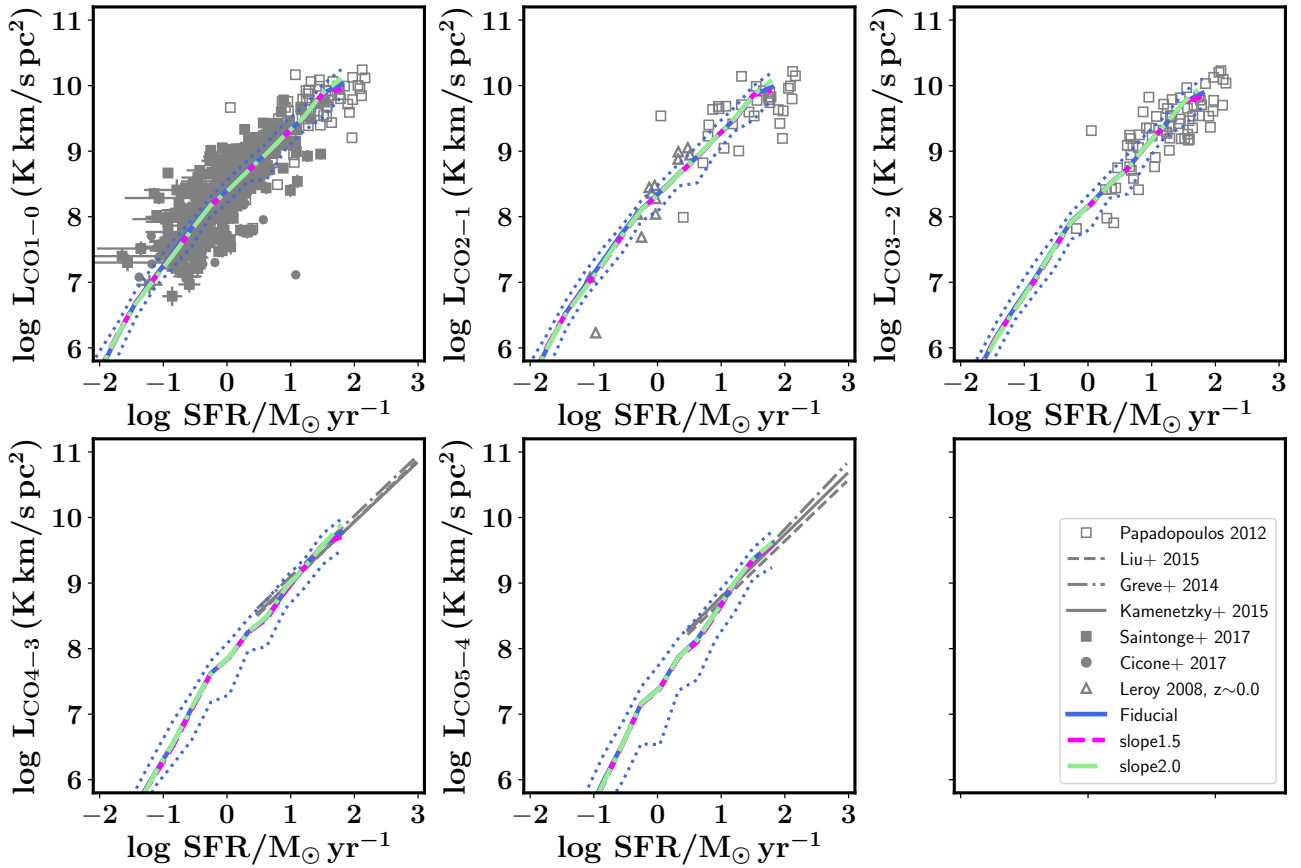 11
10
9
8
7
6
log L_CO1−0 (K km/s pc²)
−2 −1 0 1 2 3
log SFR/M⊙ yr⁻¹
11
10
9
8
7
6
log L_CO2−1 (K km/s pc²)
−2 −1 0 1 2 3
log SFR/M⊙ yr⁻¹
11
10
9
8
7
6
log L_CO3−2 (K km/s pc²)
−2 −1 0 1 2 3
log SFR/M⊙ yr⁻¹
11
10
9
8
7
6
log L_CO4−3 (K km/s pc²)
−2 −1 0 1 2 3
log SFR/M⊙ yr⁻¹
11
10
9
8
7
6
log L_CO5−4 (K km/s pc²)
−2 −1 0 1 2 3
log SFR/M⊙ yr⁻¹
Papadopoulos 2012
Liu+ 2015
Greve+ 2014
Kamenetzky+ 2015
Saintonge+ 2017
Cicone+ 2017
Leroy 2008, z∼0.0
Fiducial
slope1.5
slope2.0